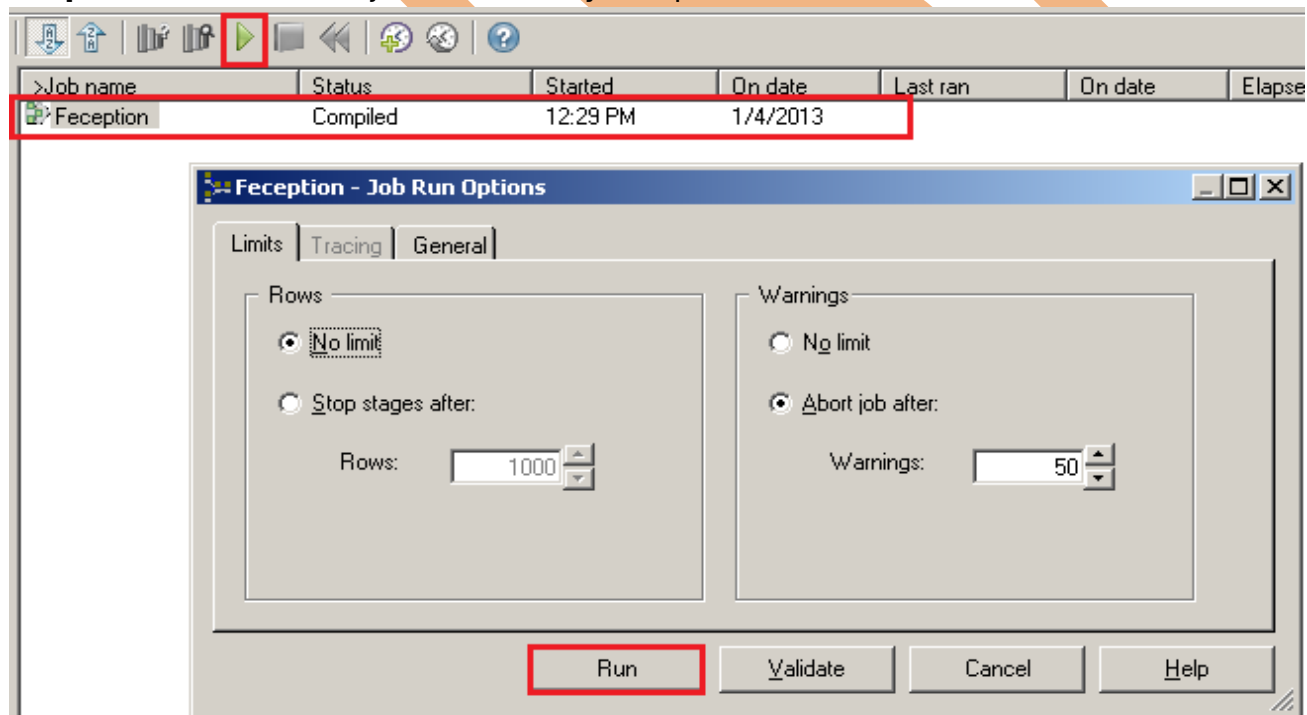 >Job name Status Started On date Last ran On date Elapse
Feception Compiled 12:29 PM 1/4/2013
Feception - Job Run Options
Limits Tracing General
Rows Warnings
No limit No limit
Stop stages after: Abort job after:
Rows: 1000 Warnings: 50
Run Validate Cancel Help